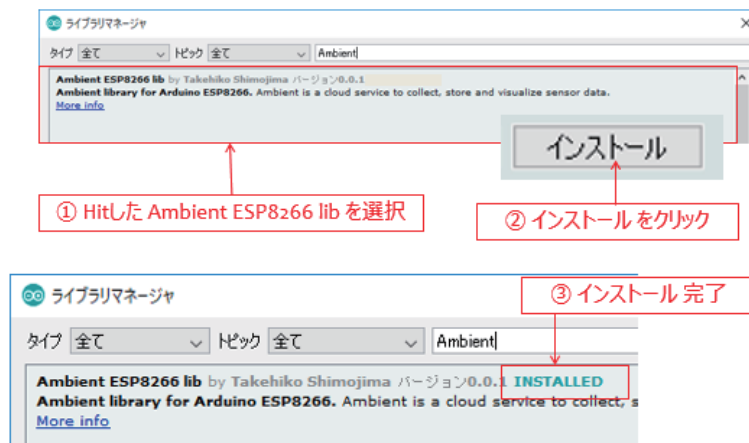 ライブラリマネージャ
タイプ 全て トピック 全て Ambient
Ambient ESP8266 lib by Takehiko Shimojima バージョン0.0.1
Ambient library for Arduino ESP8266. Ambient is a cloud service to collect, store and visualize sensor data.
More info
インストール
① Hitした Ambient ESP8266 lib を選択
② インストール をクリック
ライブラリマネージャ
③ インストール 完了
タイプ 全て トピック 全て Ambient
Ambient ESP8266 lib by Takehiko Shimojima バージョン0.0.1 INSTALLED
Ambient library for Arduino ESP8266. Ambient is a cloud service to collect, s
More info